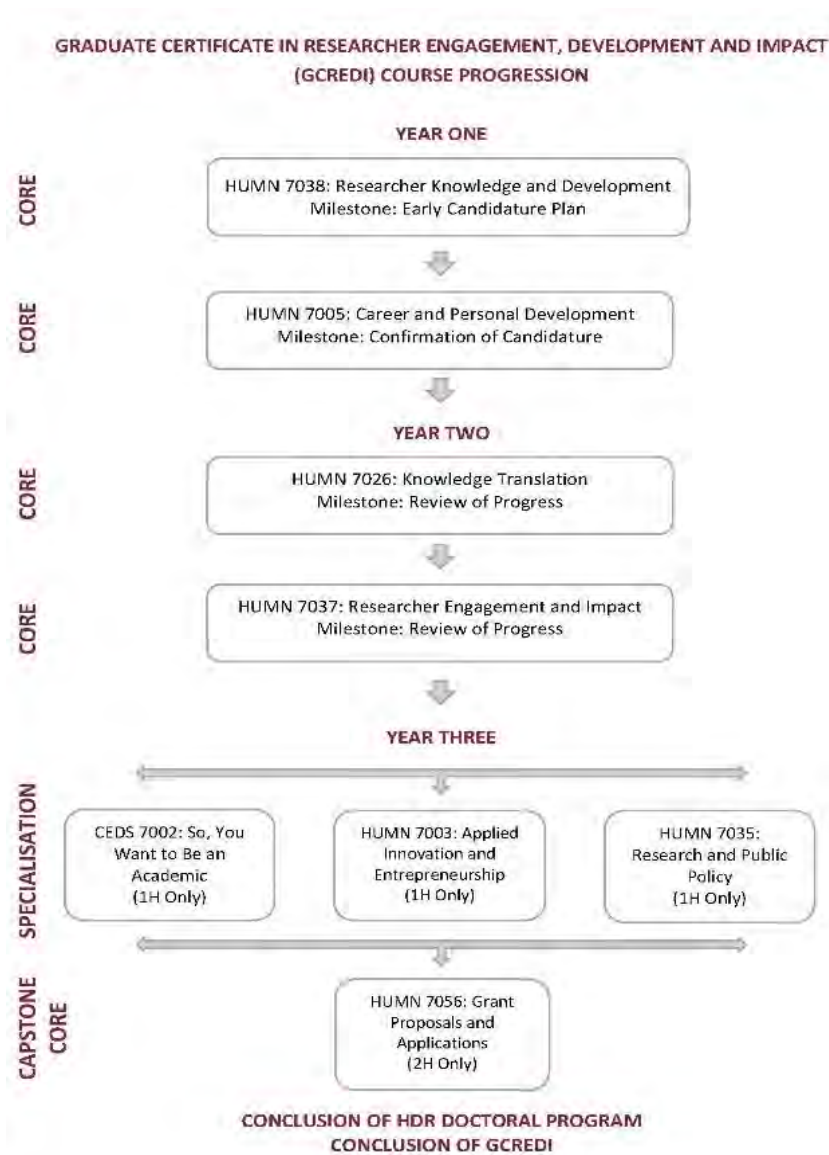 GRADUATE CERTIFICATE IN RESEARCHER ENGAGEMENT, DEVELOPMENT AND IMPACT
(GCREDI) COURSE PROGRESSION
YEAR ONE
CORE
HUMN 7038: Researcher Knowledge and Development
Milestone: Early Candidature Plan
CORE
HUMN 7005: Career and Personal Development
Milestone: Confirmation of Candidature
YEAR TWO
CORE
HUMN 7026: Knowledge Translation
Milestone: Review of Progress
CORE
HUMN 7037: Researcher Engagement and Impact
Milestone: Review of Progress
YEAR THREE
SPECIALISATION
CEDS 7002: So, You
Want to Be an
Academic
(1H Only)
HUMN 7003: Applied
Innovation and
Entrepreneurship
(1H Only)
HUMN 7035:
Research and Public
Policy
(1H Only)
CAPSTONE
CORE
HUMN 7056: Grant
Proposals and
Applications
(2H Only)
CONCLUSION OF HDR DOCTORAL PROGRAM
CONCLUSION OF GCREDI